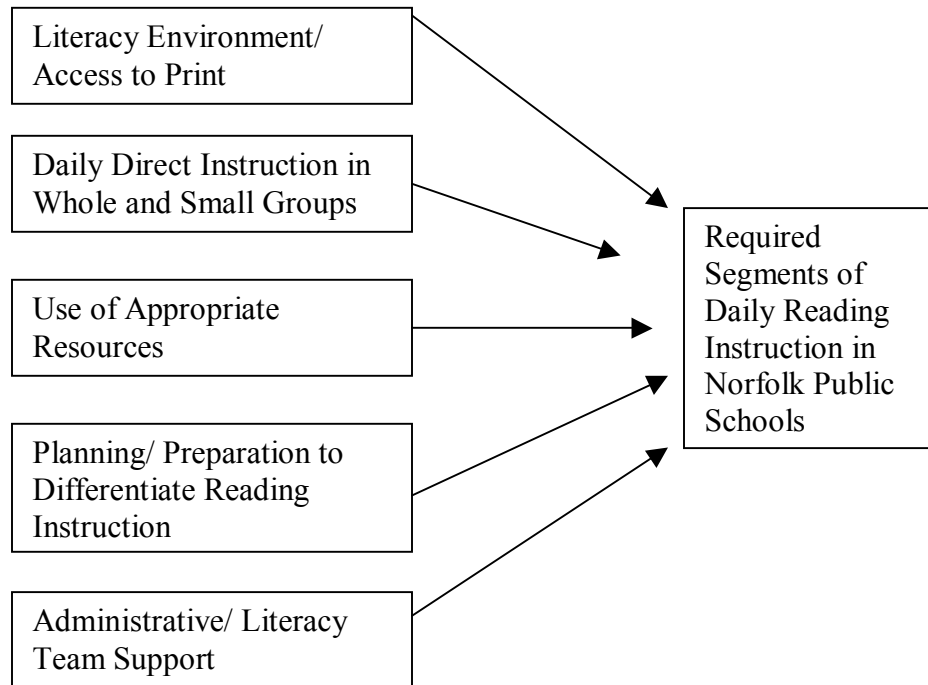 Literacy Environment/
Access to Print
Daily Direct Instruction in
Whole and Small Groups
Use of Appropriate
Resources
Planning/ Preparation to
Differentiate Reading
Instruction
Administrative/ Literacy
Team Support
Required
Segments of
Daily Reading
Instruction in
Norfolk Public
Schools